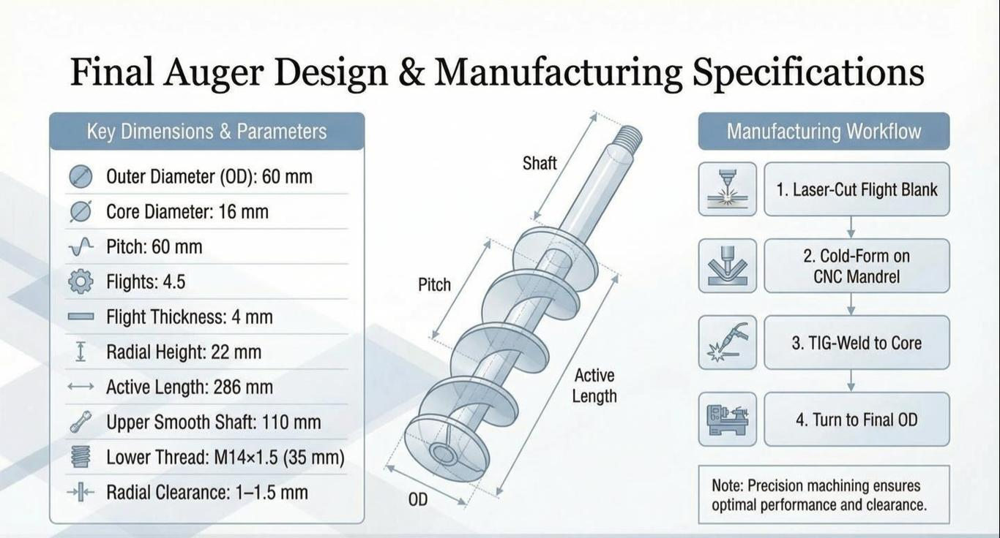 Final Auger Design & Manufacturing Specifications
Key Dimensions & Parameters
Outer Diameter (OD): 60 mm
Core Diameter: 16 mm
Pitch: 60 mm
Flights: 4.5
Flight Thickness: 4 mm
Radial Height: 22 mm
Active Length: 286 mm
Upper Smooth Shaft: 110 mm
Lower Thread: M14×1.5 (35 mm)
Radial Clearance: 1–1.5 mm
Shaft
Pitch
Active
Length
OD
Manufacturing Workflow
1. Laser-Cut Flight Blank
2. Cold-Form on
CNC Mandrel
3. TIG-Weld to Core
4. Turn to Final OD
Note: Precision machining ensures
optimal performance and clearance.